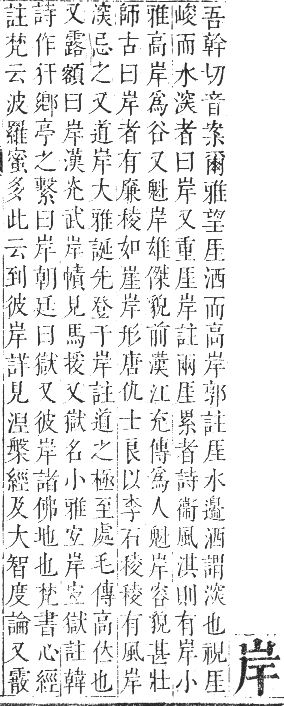 岸
吾幹切音案爾雅望厓洒而高岸郭註厓水邊洒謂深也視厓
峻而水深者曰岸又重厓岸註兩厓累者詩衞風淇則有岸小
雅高岸爲谷又魁岸雄傑貌前漢江充傳爲人魁岸容貌甚壯
師古曰岸者有廉稜如崖岸形唐仇士良以李石稜稜有風岸
深忌之又道岸大雅誕先登于岸註道之極至處毛傳高位也
又露額曰岸漢光武岸幘見馬援又獄名小雅宜岸宜獄註韓
詩作犴鄉亭之繫曰岸朝廷曰獄又彼岸諸佛地也梵書心經
註梵云波羅蜜多此云到彼岸詳見涅槃經及大智度論又叢